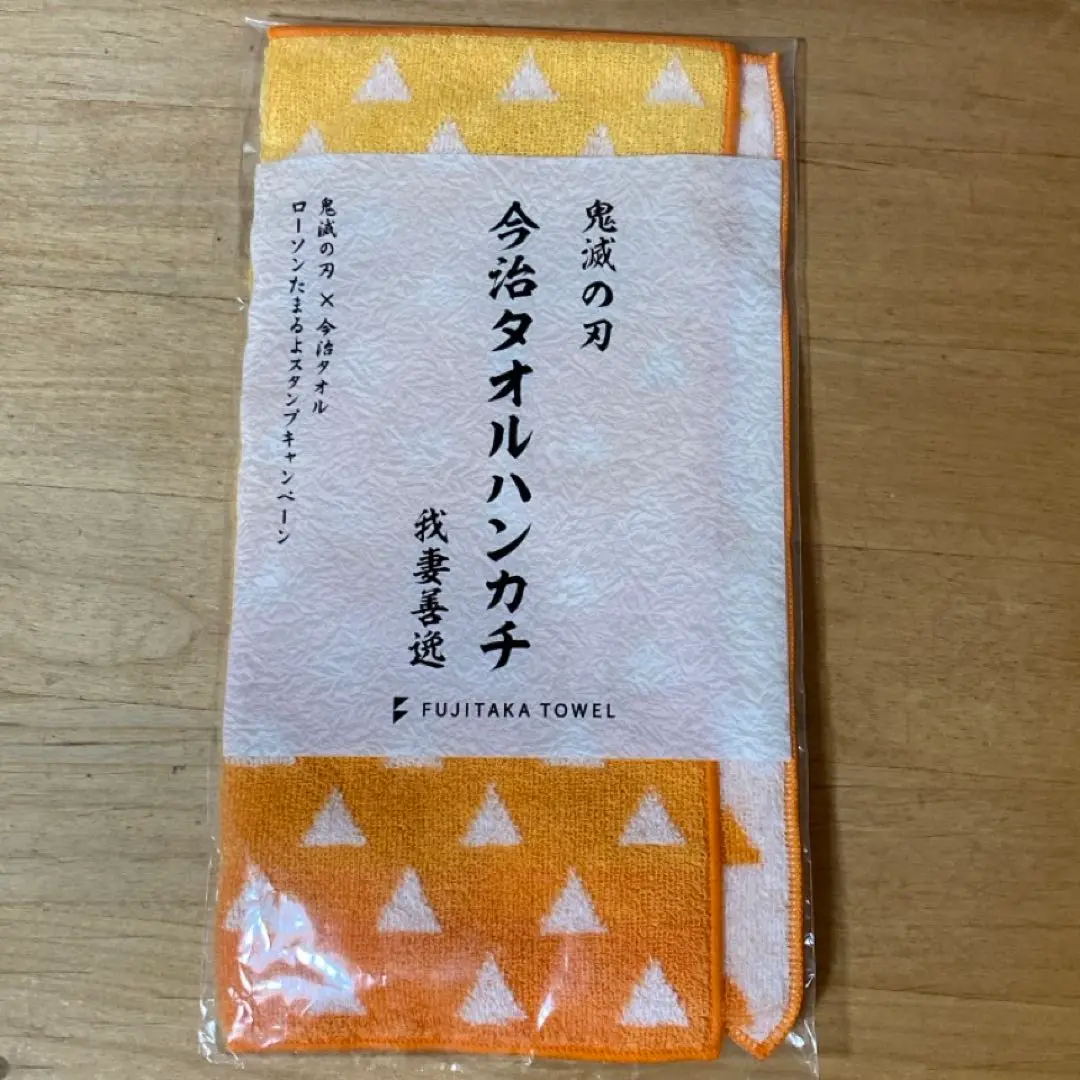 鬼滅の刃
今治タオルハンカチ
我妻善逸
鬼滅の刃×今治タオル
ローソンたまるよスタンプキャンペーン
FUJITAKA TOWEL